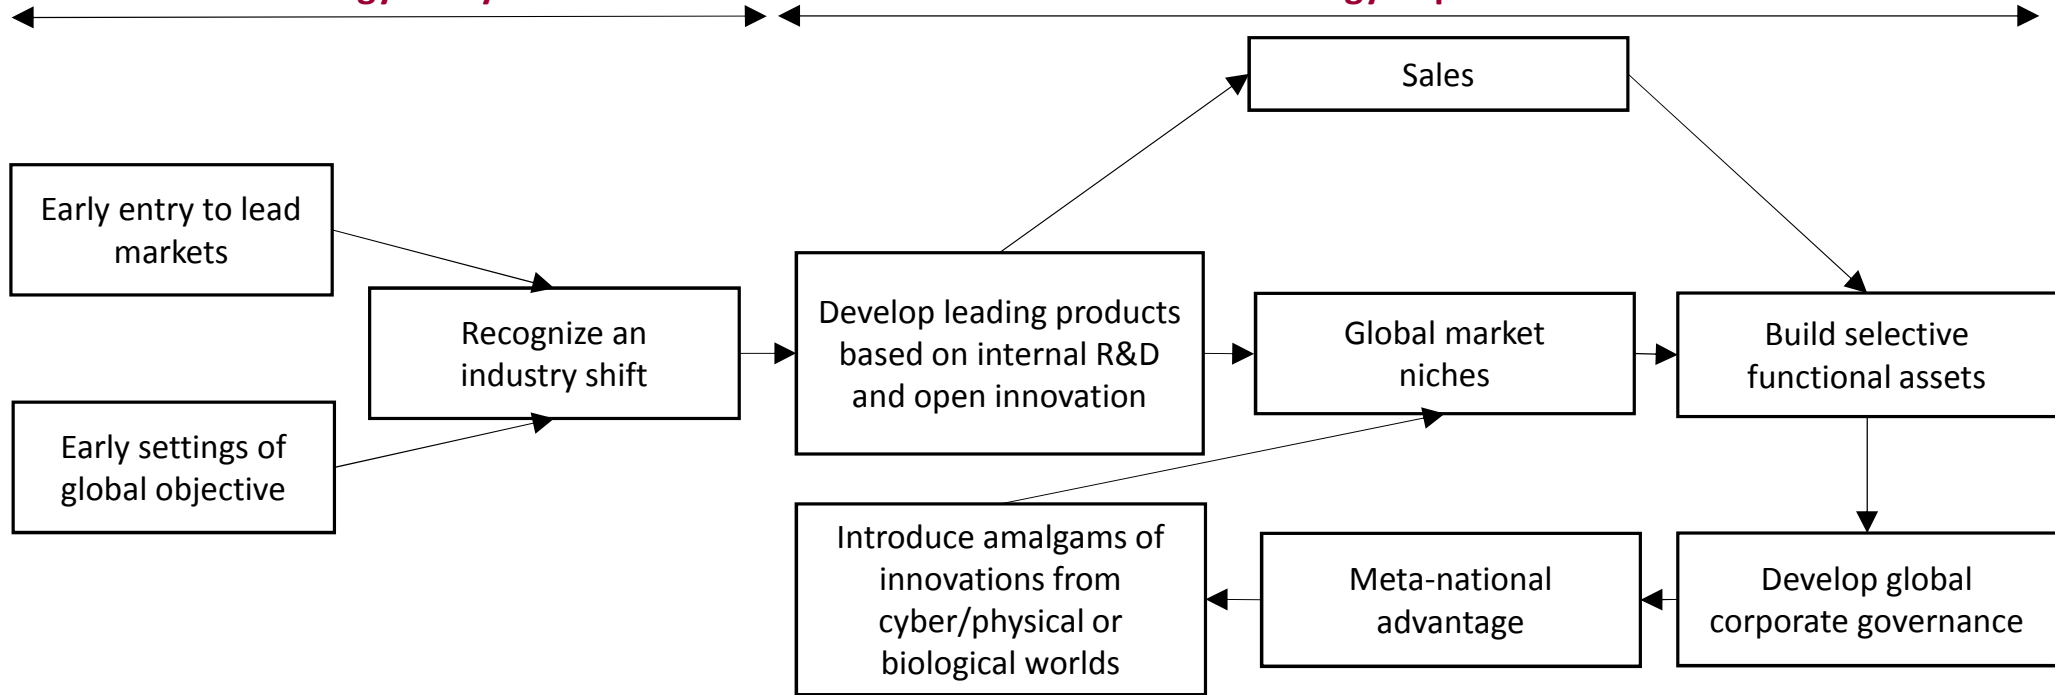 Sales
Early entry to lead
markets
Recognize an
industry shift
Early settings of
global objective
Develop leading products
based on internal R&D
and open innovation
Global market
niches
Build selective
functional assets
Introduce amalgams of
innovations from
cyber/physical or
biological worlds
Meta-national
advantage
Develop global
corporate governance